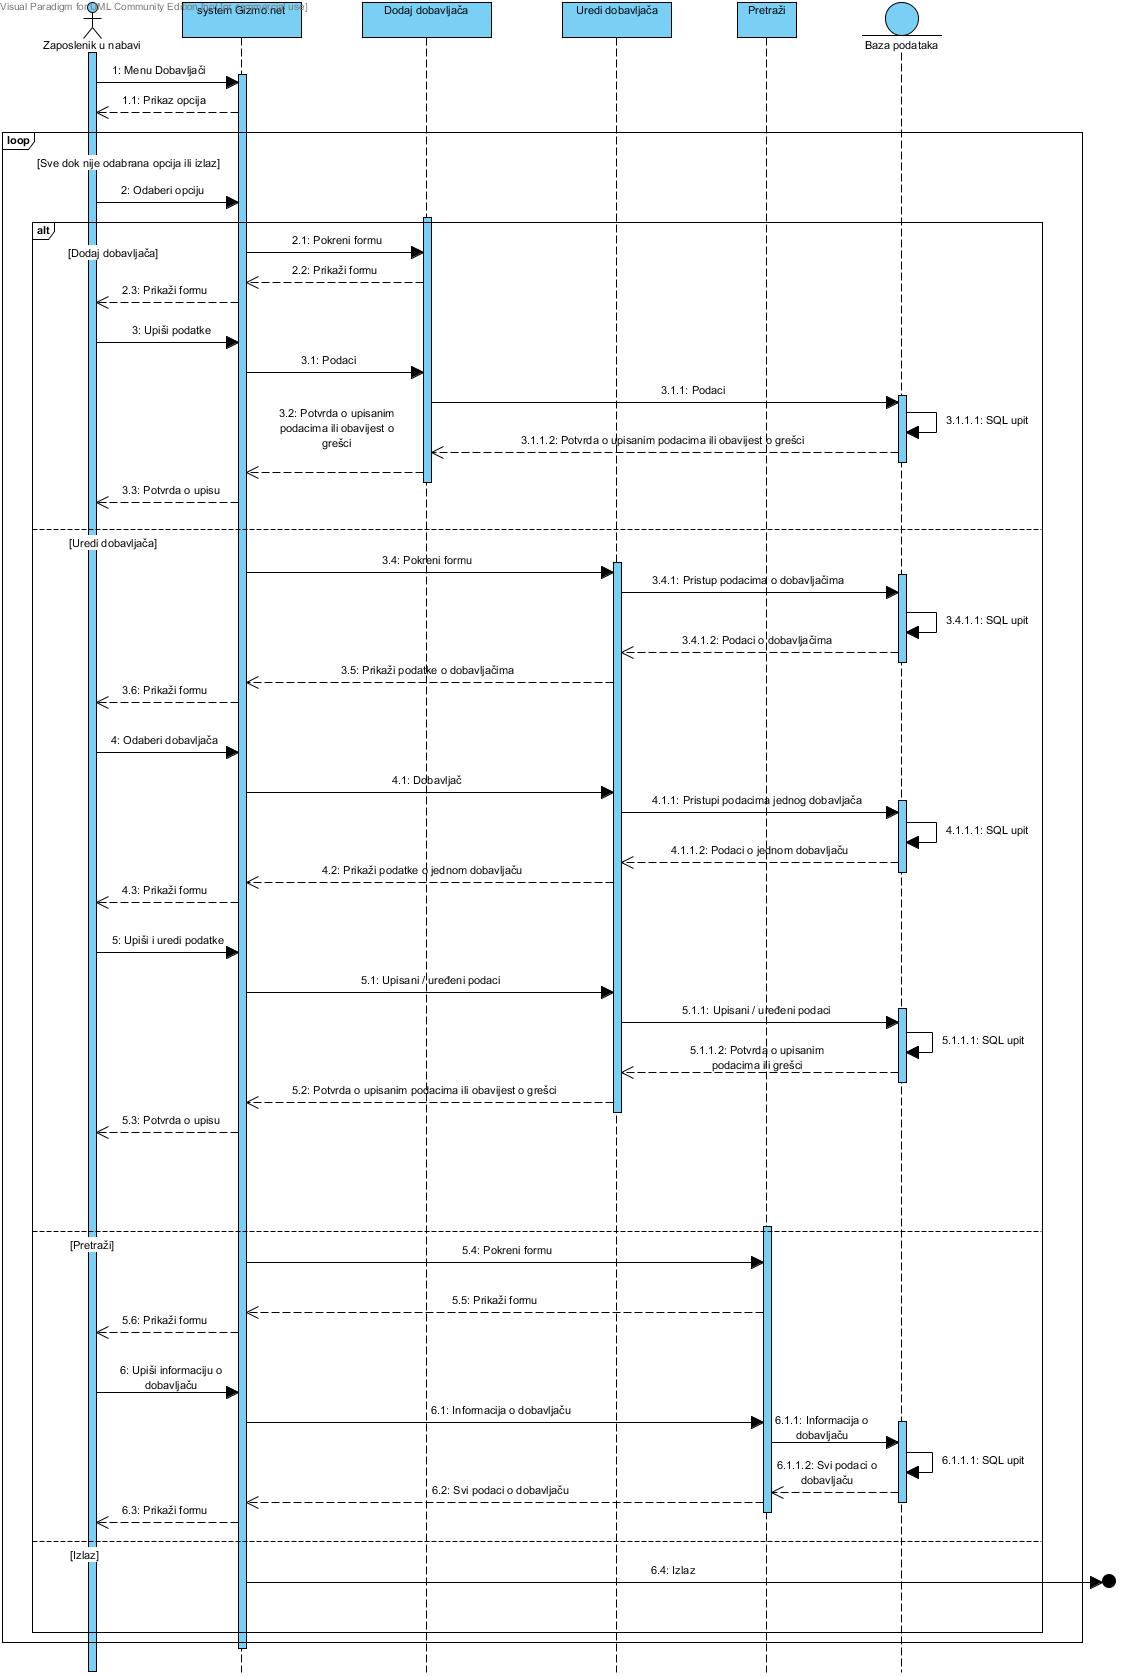 Visual Paradigm for UML Community Edition [not for commercial use]
Zaposlenik u nabavi
system Gizmo.net
Dodaj dobavljača
Uredi dobavljača
Pretraži
Baza podataka
1: Menu Dobavljači
1.1: Prikaz opcija
loop
[Sve dok nije odabrana opcija ili izlaz]
2: Odaberi opciju
alt
[Dodaj dobavljača]
2.1: Pokreni formu
2.2: Prikaži formu
2.3: Prikaži formu
3: Upiši podatke
3.1: Podaci
3.1.1: Podaci
3.1.1.1: SQL upit
3.2: Potvrda o upisanim
podacima ili obavijest o
grešci
3.1.1.2: Potvrda o upisanim podacima ili obavijest o grešci
3.3: Potvrda o upisu
[Uredi dobavljača]
3.4: Pokreni formu
3.4.1: Pristup podacima o dobavljačima
3.4.1.1: SQL upit
3.4.1.2: Podaci o dobavljačima
3.5: Prikaži podatke o dobavljačima
3.6: Prikaži formu
4: Odaberi dobavljača
4.1: Dobavljač
4.1.1: Pristupi podacima jednog dobavljača
4.1.1.1: SQL upit
4.1.1.2: Podaci o jednom dobavljaču
4.2: Prikaži podatke o jednom dobavljaču
4.3: Prikaži formu
5: Upiši i uredi podatke
5.1: Upisani / uređeni podaci
5.1.1: Upisani / uređeni podaci
5.1.1.1: SQL upit
5.1.1.2: Potvrda o upisanim
podacima ili grešci
5.2: Potvrda o upisanim podacima ili obavijest o grešci
5.3: Potvrda o upisu
[Pretraži]
5.4: Pokreni formu
5.5: Prikaži formu
5.6: Prikaži formu
6: Upiši informaciju o
dobavljaču
6.1: Informacija o dobavljaču
6.1.1: Informacija o
dobavljaču
6.1.1.1: SQL upit
6.1.1.2: Svi podaci o
dobavljaču
6.2: Svi podaci o dobavljaču
6.3: Prikaži formu
[Izlaz]
6.4: Izlaz